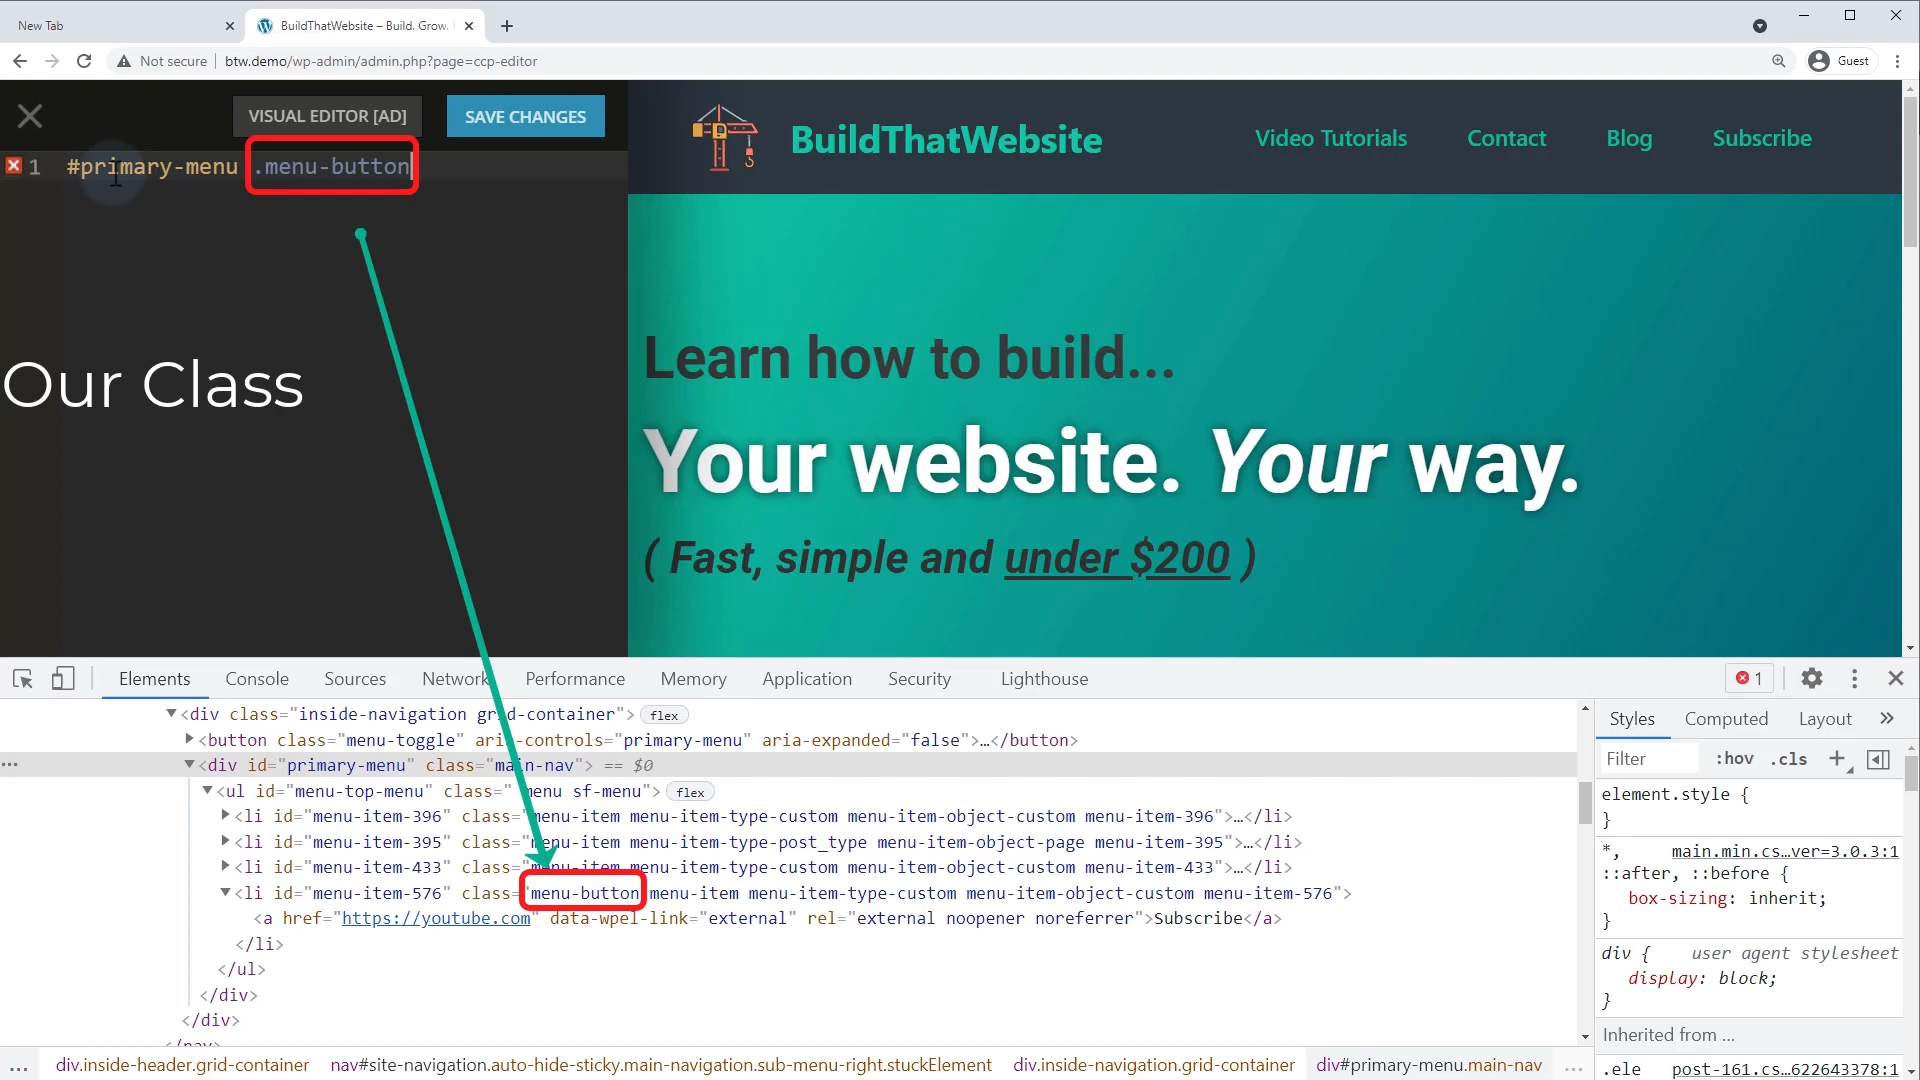 New Tab
BuildThatWebsite – Build. Grow.
Not secure
btw.demo/wp-admin/admin.php?page=ccp-editor
Guest
VISUAL EDITOR [AD]
SAVE CHANGES
1 #primary-menu .menu-button
Our Class
BuildThatWebsite
Video Tutorials
Contact
Blog
Subscribe
Learn how to build...
Your website. Your way.
( Fast, simple and under $200 )
Elements
Console
Sources
Network
Performance
Memory
Application
Security
Lighthouse
1
<div class="inside-navigation grid-container"> flex
<button class="menu-toggle" aria-controls="primary-menu" aria-expanded="false">…</button>
<div id="primary-menu" class="main-nav"> == $0
<ul id="menu-top-menu" class=" menu sf-menu"> flex
<li id="menu-item-396" class="menu-item menu-item-type-custom menu-item-object-custom menu-item-396">…</li>
<li id="menu-item-395" class="menu-item menu-item-type-post_type menu-item-object-page menu-item-395">…</li>
<li id="menu-item-433" class="menu-item menu-item-type-custom menu-item-object-custom menu-item-433">…</li>
<li id="menu-item-576" class="menu-button menu-item menu-item-type-custom menu-item-object-custom menu-item-576">
<a href="https://youtube.com" data-wpel-link="external" rel="external noopener noreferrer">Subscribe</a>
</li>
</ul>
</div>
</div>
</nav>
... div.inside-header.grid-container nav#site-navigation.auto-hide-sticky.main-navigation.sub-menu-right.stuckElement div.inside-navigation.grid-container div#primary-menu.main-nav ...
Styles
Computed
Layout
Filter
:hov
.cls
element.style {
}
*, main.min.cs…ver=3.0.3:1
::after, ::before {
box-sizing: inherit;
}
div { user agent stylesheet
display: block;
}
Inherited from ...
.ele post-161.cs…622643378:1